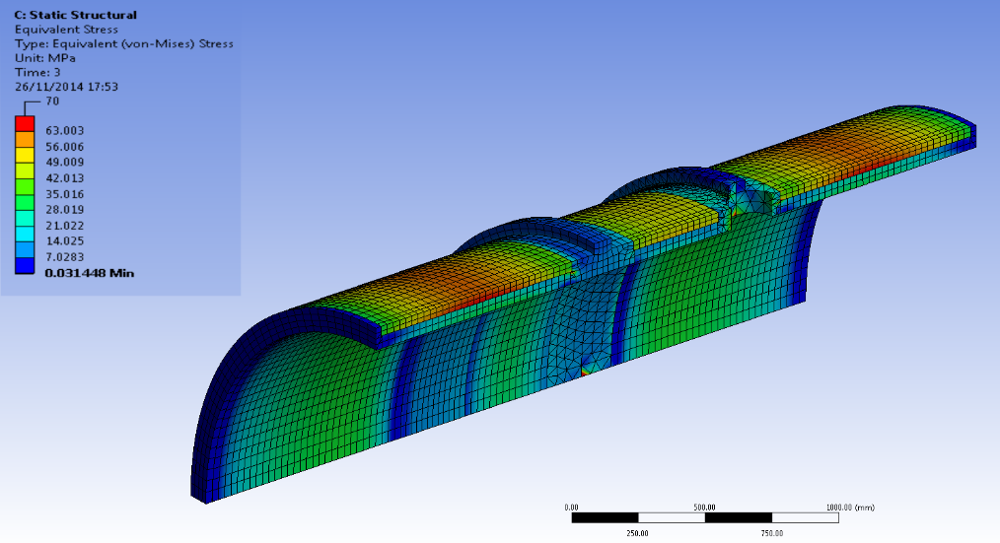 C: Static Structural
Equivalent Stress
Type: Equivalent (von-Mises) Stress
Unit: MPa
Time: 3
26/11/2014 17:53
70
63.003
56.006
49.009
42.013
35.016
28.019
21.022
14.025
7.0283
0.031448 Min
0.00 500.00 1000.00 (mm)
250.00 750.00